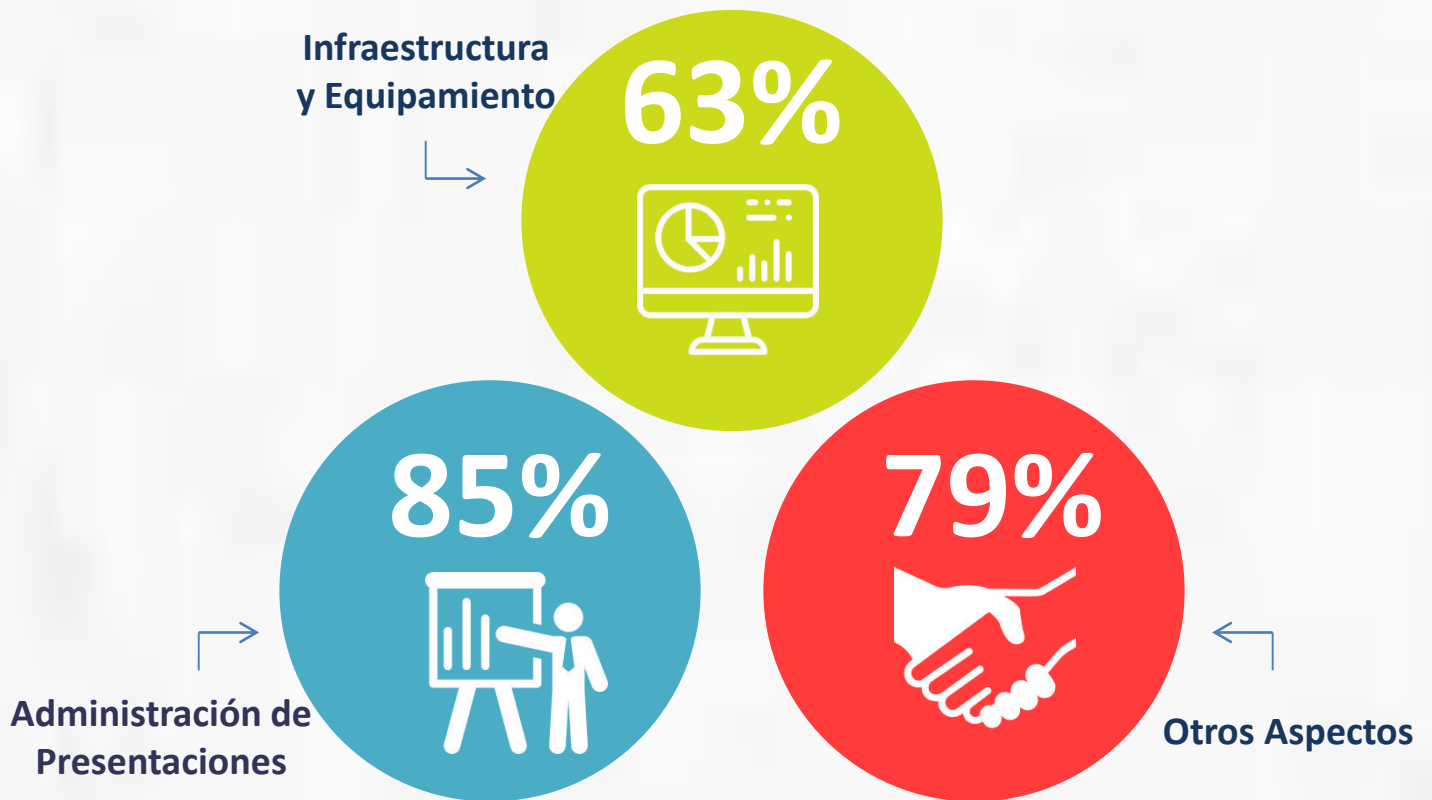 Infraestructura
y Equipamiento
63%
85%
79%
Administración de
Presentaciones
Otros Aspectos